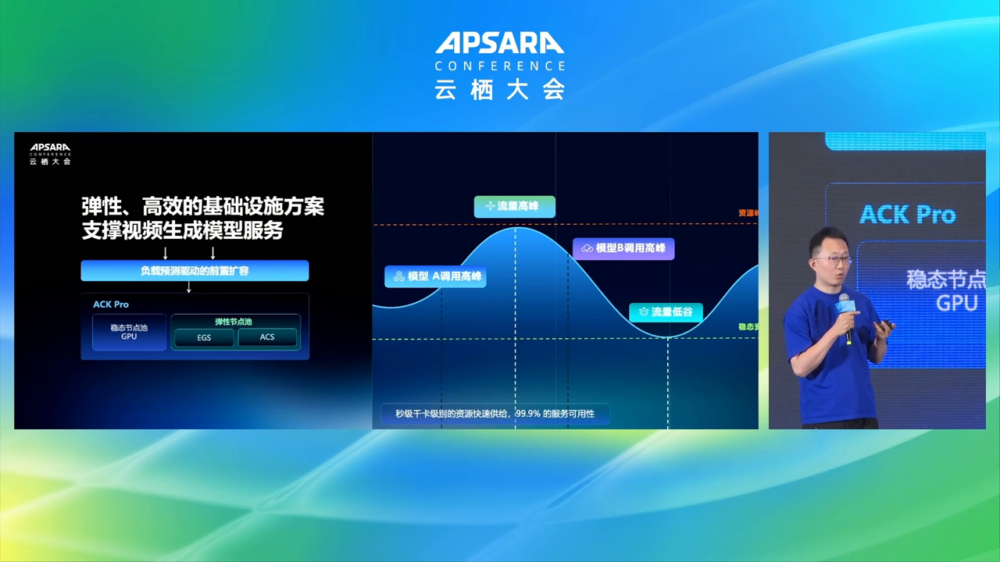 APSARA
CONFERENCE
云栖大会
APSARA
CONFERENCE
云栖大会
弹性、高效的基础设施方案
支撑视频生成模型服务
负载预测驱动的前置扩容
ACK Pro
稳态节点池
GPU
弹性节点池
EGS
ACS
流量高峰
资源
模型B调用高峰
模型 A调用高峰
流量低谷
稳态
秒级千卡级别的资源快速供给，99.9% 的服务可用性
ACK Pro
稳态节点
GPU